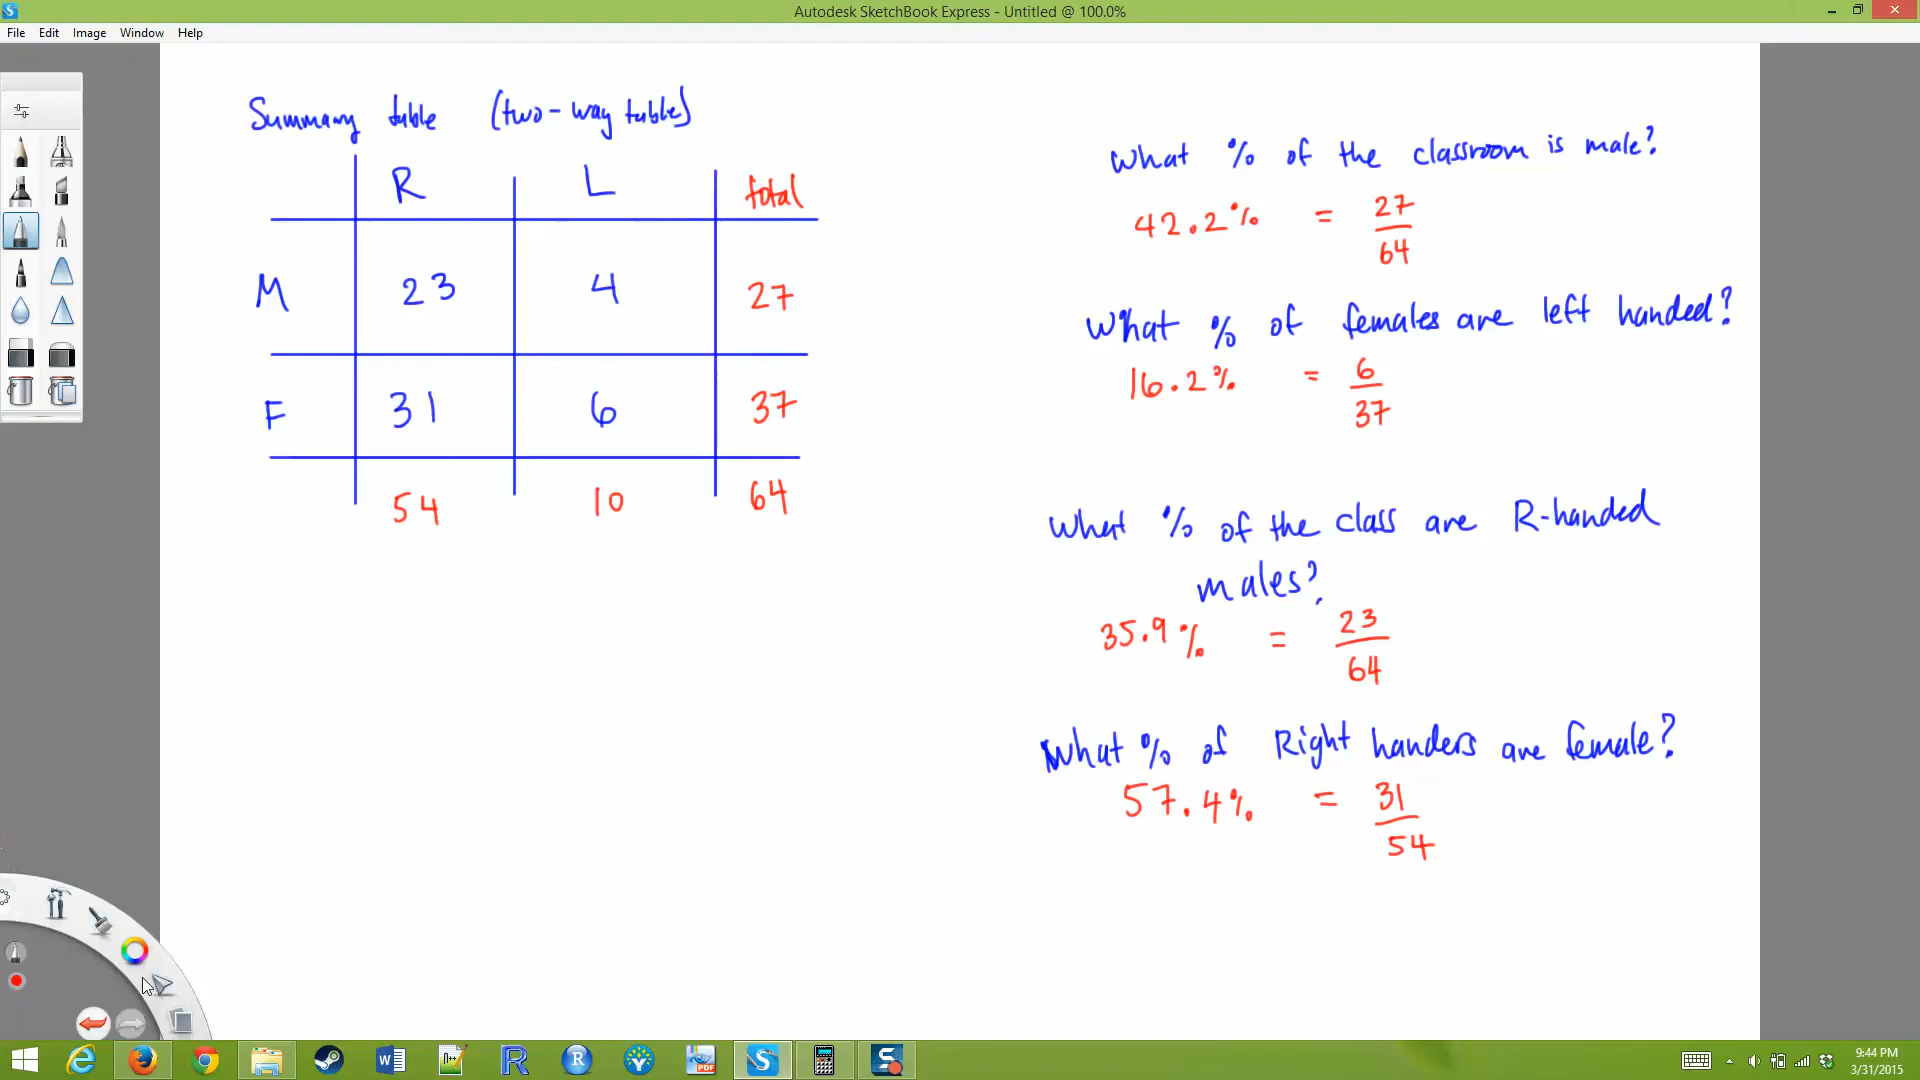 Autodesk SketchBook Express - Untitled @ 100.0%
File Edit Image Window Help
Summary table (two-way table)
R L total
M 23 4 27
F 31 6 37
54 10 64
What % of the classroom is male?
42.2% = 27/64
What % of females are left handed?
16.2% = 6/37
What % of the class are R-handed
males?
35.9% = 23/64
What % of Right handers are female?
57.4% = 31/54
9:44 PM
3/31/2015